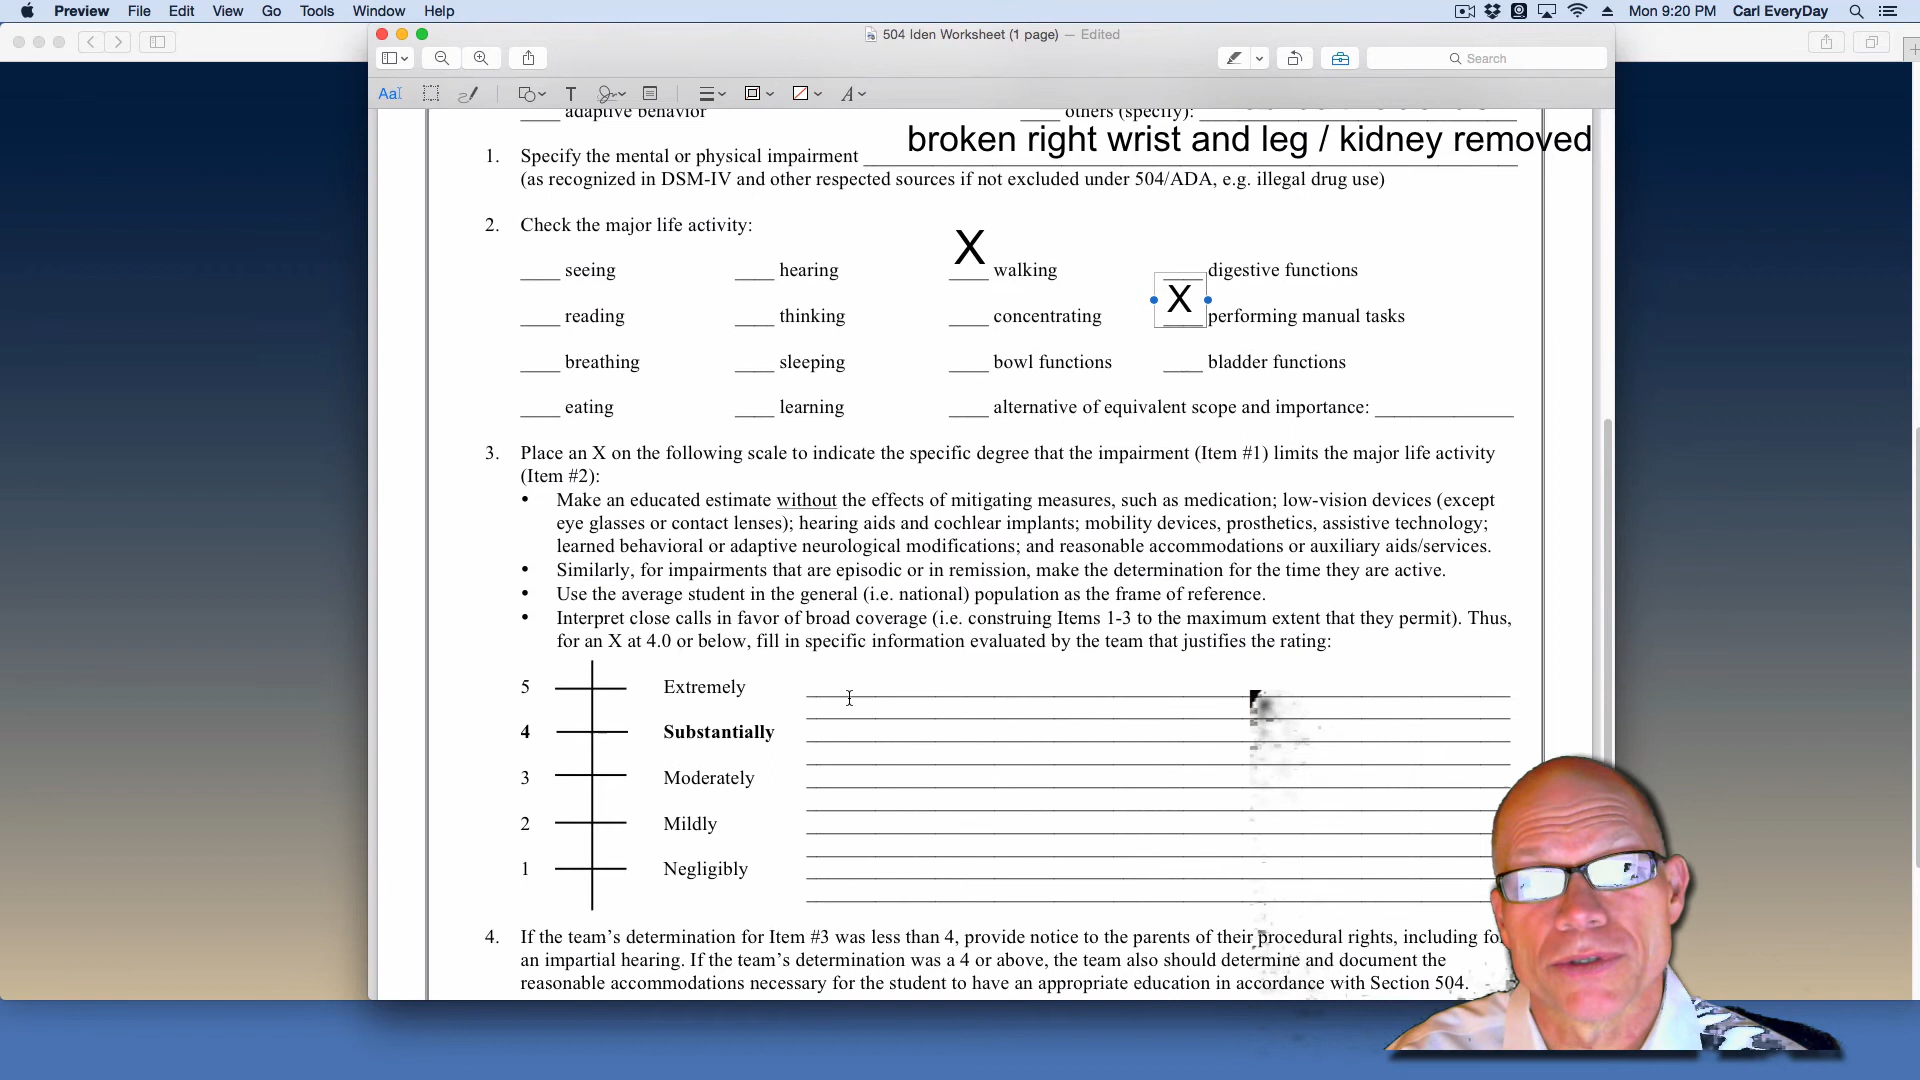 Preview File Edit View Go Tools Window Help Mon 9:20 PM Carl EveryDay
504 Iden Worksheet (1 page) — Edited
Search
AaI T A
adaptive behavior others (specify):
broken right wrist and leg / kidney removed
1. Specify the mental or physical impairment
(as recognized in DSM-IV and other respected sources if not excluded under 504/ADA, e.g. illegal drug use)
2. Check the major life activity:
seeing hearing X walking digestive functions
reading thinking concentrating X performing manual tasks
breathing sleeping bowl functions bladder functions
eating learning alternative of equivalent scope and importance:
3. Place an X on the following scale to indicate the specific degree that the impairment (Item #1) limits the major life activity
(Item #2):
• Make an educated estimate without the effects of mitigating measures, such as medication; low-vision devices (except
eye glasses or contact lenses); hearing aids and cochlear implants; mobility devices, prosthetics, assistive technology;
learned behavioral or adaptive neurological modifications; and reasonable accommodations or auxiliary aids/services.
• Similarly, for impairments that are episodic or in remission, make the determination for the time they are active.
• Use the average student in the general (i.e. national) population as the frame of reference.
• Interpret close calls in favor of broad coverage (i.e. construing Items 1-3 to the maximum extent that they permit). Thus,
for an X at 4.0 or below, fill in specific information evaluated by the team that justifies the rating:
5 Extremely
4 Substantially
3 Moderately
2 Mildly
1 Negligibly
4. If the team's determination for Item #3 was less than 4, provide notice to the parents of their procedural rights, including for
an impartial hearing. If the team's determination was a 4 or above, the team also should determine and document the
reasonable accommodations necessary for the student to have an appropriate education in accordance with Section 504.